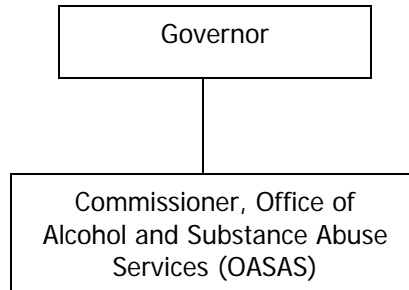 Governor
Commissioner, Office of
Alcohol and Substance Abuse
Services (OASAS)